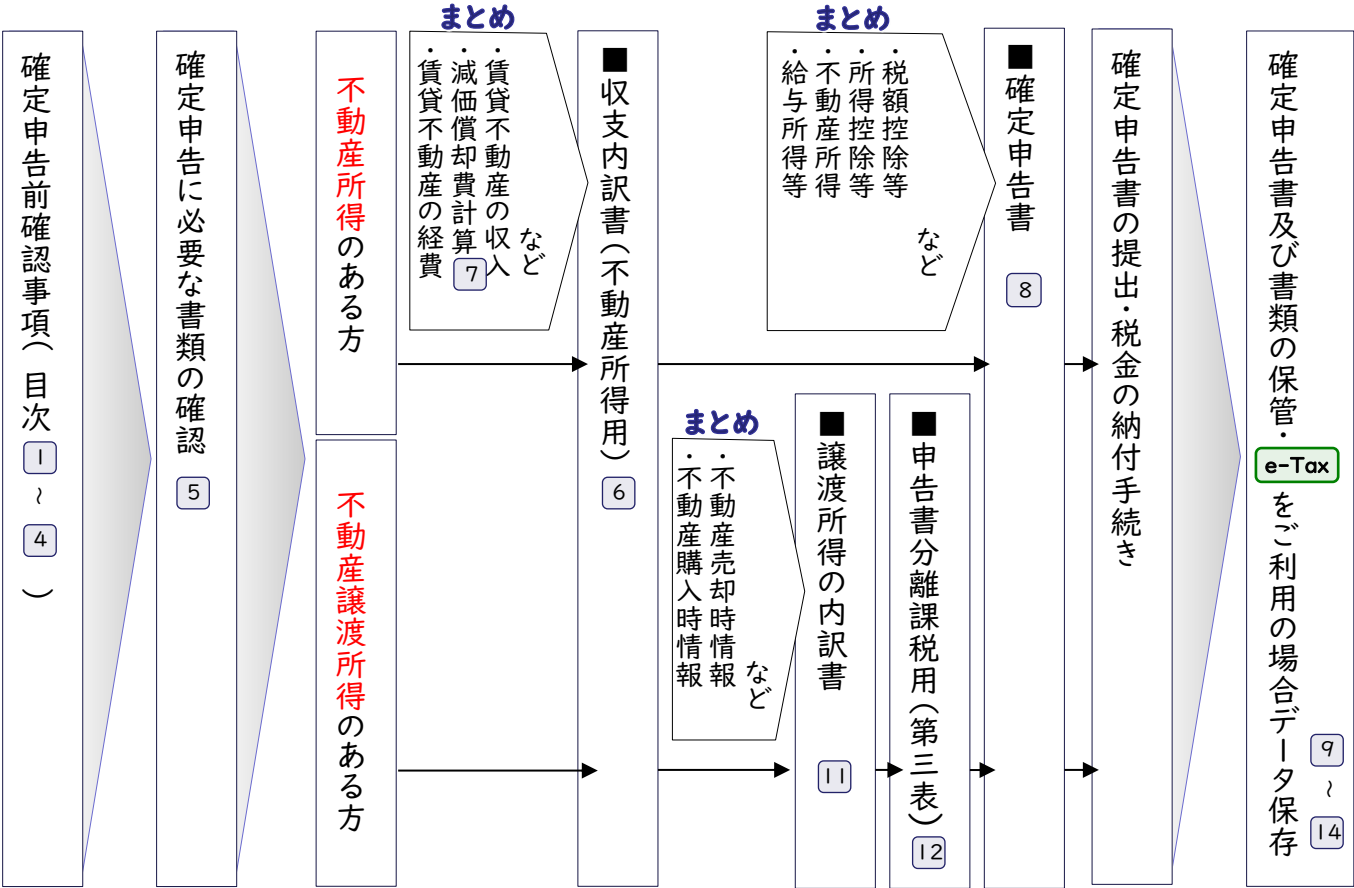 確定申告前確認事項(目次1~4)
確定申告に必要な書類の確認 5
不動産所得のある方
まとめ
・賃貸不動産の経費
・減価償却費計算 7
・賃貸不動産の収入
など
■収支内訳書(不動産所得用) 6
まとめ
・給与所得等
・不動産所得
・所得控除等
・税額控除等
など
■確定申告書 8
不動産譲渡所得のある方
まとめ
・不動産購入時情報
・不動産売却時情報
など
■譲渡所得の内訳書 11
■申告書分離課税用(第三表) 12
確定申告書の提出・税金の納付手続き
確定申告書及び書類の保管・e-Taxをご利用の場合データ保存
9~14